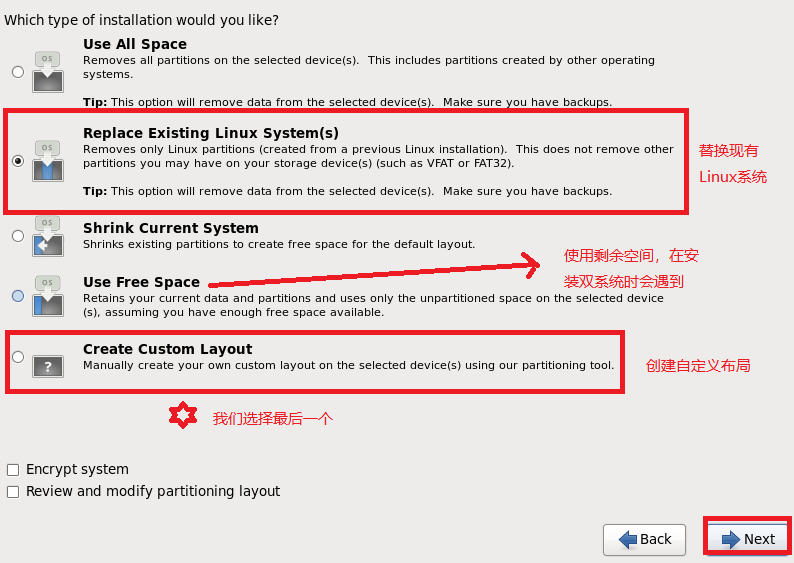 Which type of installation would you like?
OS
Use All Space
Removes all partitions on the selected device(s).  This includes partitions created by other operating
systems.
Tip: This option will remove data from the selected device(s).  Make sure you have backups.
OS
Replace Existing Linux System(s)
Removes only Linux partitions (created from a previous Linux installation).  This does not remove other
partitions you may have on your storage device(s) (such as VFAT or FAT32).
Tip: This option will remove data from the selected device(s).  Make sure you have backups.
替换现有
Linux系统
OS
Shrink Current System
Shrinks existing partitions to create free space for the default layout.
OS
Use Free Space
Retains your current data and partitions and uses only the unpartitioned space on the selected device
(s), assuming you have enough free space available.
使用剩余空间，在安
装双系统时会遇到
?
Create Custom Layout
Manually create your own custom layout on the selected device(s) using our partitioning tool.
创建自定义布局
我们选择最后一个
Encrypt system
Review and modify partitioning layout
Back
Next